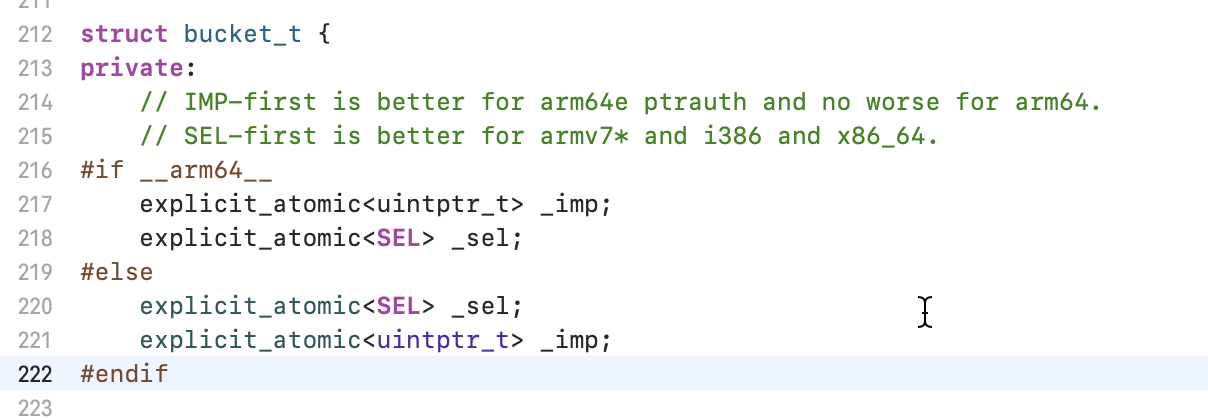 211
212 struct bucket_t {
213 private:
214     // IMP-first is better for arm64e ptrauth and no worse for arm64.
215     // SEL-first is better for armv7* and i386 and x86_64.
216 #if __arm64__
217     explicit_atomic<uintptr_t> _imp;
218     explicit_atomic<SEL> _sel;
219 #else
220     explicit_atomic<SEL> _sel;
221     explicit_atomic<uintptr_t> _imp;
222 #endif
223